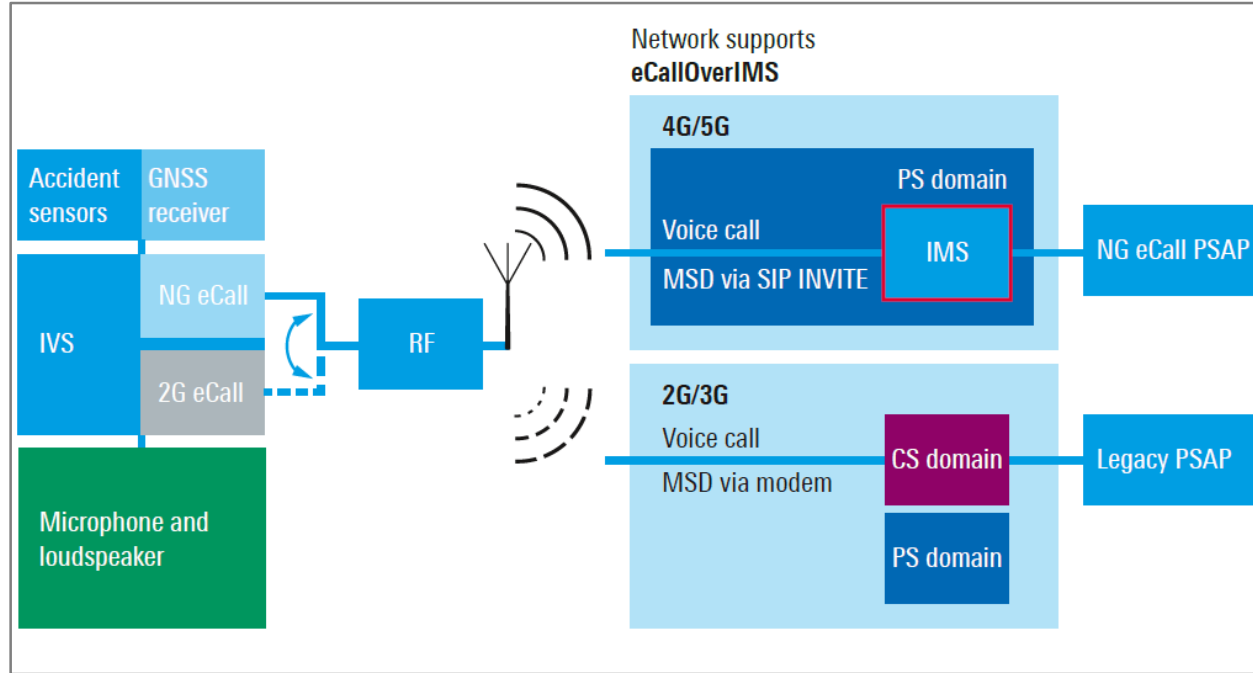 Network supports
eCallOverIMS
4G/5G
Accident
sensors
GNSS
receiver
PS domain
Voice call
IMS
NG eCall PSAP
MSD via SIP INVITE
NG eCall
IVS
RF
2G eCall
2G/3G
Voice call
CS domain
Legacy PSAP
MSD via modem
Microphone and
loudspeaker
PS domain